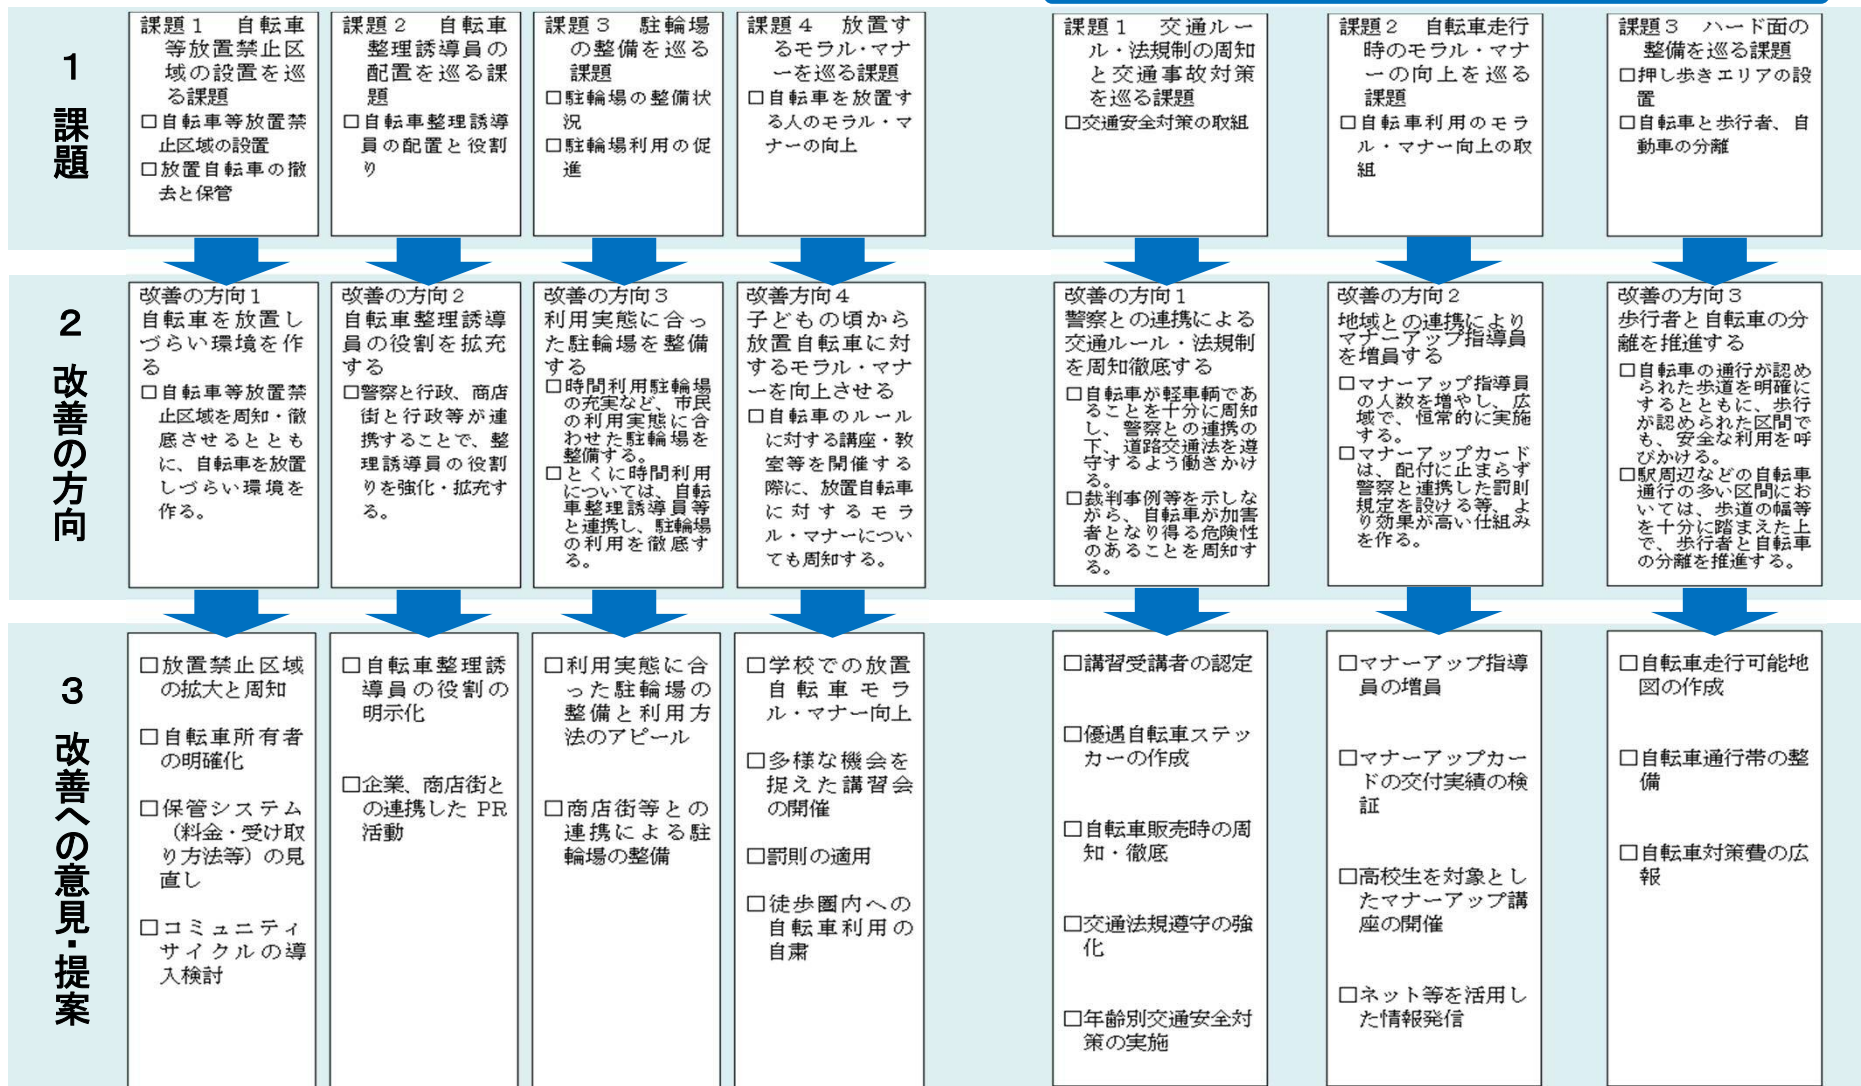 1 課題
課題１　自転車
等放置禁止区
域の設置を巡
る課題
□自転車等放置禁
止区域の設置
□放置自転車の撤
去と保管
課題２　自転車
整理誘導員の
配置を巡る課
題
□自転車整理誘導
員の配置と役割
り
課題３　駐輪場
の整備を巡る
課題
□駐輪場の整備状
況
□駐輪場利用の促
進
課題４　放置す
るモラル・マナ
ーを巡る課題
□自転車を放置す
る人のモラル・マ
ナーの向上
課題１　交通ルー
ル・法規制の周知
と交通事故対策
を巡る課題
□交通安全対策の取組
課題２　自転車走行
時のモラル・マナ
ーの向上を巡る
課題
□自転車利用のモラ
ル・マナー向上の取
組
課題３　ハード面の
整備を巡る課題
□押し歩きエリアの設
置
□自転車と歩行者、自
動車の分離
2 改善の方向
改善の方向１
自転車を放置し
づらい環境を作
る
□自転車等放置禁
止区域を周知・徹
底させるととも
に、自転車を放置
しづらい環境を
作る。
改善の方向２
自転車整理誘導
員の役割を拡充
する
□警察と行政、商店
街と行政等が連
携することで、整
理誘導員の役割
りを強化・拡充す
る。
改善の方向３
利用実態に合っ
た駐輪場を整備
する
□時間利用駐輪場
の充実など、市民
の利用実態に合
わせた駐輪場を
整備する。
□とくに時間利用
については、自転
車整理誘導員等
と連携し、駐輪場
の利用を徹底す
る。
改善方向４
子どもの頃から
放置自転車に対
するモラル・マナ
ーを向上させる
□自転車のルール
に対する講座・教
室等を開催する
際に、放置自転車
に対するモラ
ル・マナーについ
ても周知する。
改善の方向１
警察との連携による
交通ルール・法規制
を周知徹底する
□自転車が軽車輌であ
ることを十分に周知
し、警察との連携の
下、道路交通法を遵
守するよう働きかけ
る。
□裁判事例等を示しな
がら、自転車が加害
者となり得る危険性
のあることを周知す
る。
改善の方向２
地域との連携により
マナーアップ指導員
を増員する
□マナーアップ指導員
の人数を増やし、広
域で、恒常的に実施
する。
□マナーアップカード
は、配付に止まらず
警察と連携した罰則
規定を設ける等、よ
り効果が高い仕組み
を作る。
改善の方向３
歩行者と自転車の分
離を推進する
□自転車の通行が認め
られた歩道を明確に
するとともに、歩行
が認められた区間で
も、安全な利用を呼
びかける。
□駅周辺などの自転車
通行の多い区間にお
いては、歩道の幅等
を十分に踏まえた上
で、歩行者と自転車
の分離を推進する。
3 改善への意見・提案
□放置禁止区域
の拡大と周知
□自転車所有者
の明確化
□保管システム
（料金・受け取
り方法等）の見
直し
□コミュニティ
サイクルの導
入検討
□自転車整理誘
導員の役割の
明示化
□企業、商店街と
の連携した PR
活動
□利用実態に合
った駐輪場の
整備と利用方
法のアピール
□商店街等との
連携による駐
輪場の整備
□学校での放置
自転車モラ
ル・マナー向上
□多様な機会を
捉えた講習会
の開催
□罰則の適用
□徒歩圏内への
自転車利用の
自粛
□講習受講者の認定
□優遇自転車ステッ
カーの作成
□自転車販売時の周
知・徹底
□交通法規遵守の強
化
□年齢別交通安全対
策の実施
□マナーアップ指導
員の増員
□マナーアップカー
ドの交付実績の検
証
□高校生を対象とし
たマナーアップ講
座の開催
□ネット等を活用し
た情報発信
□自転車走行可能地
図の作成
□自転車通行帯の整
備
□自転車対策費の広
報